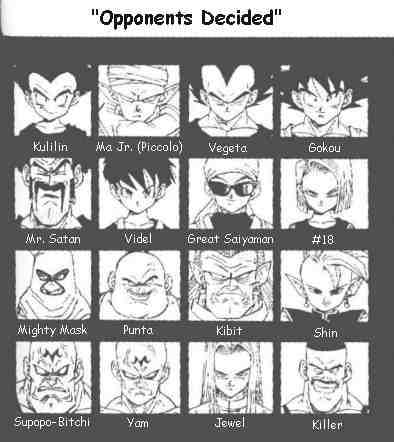 "Opponents Decided"
Kulilin Ma Jr. (Piccolo) Vegeta Gokou
Mr. Satan Videl Great Saiyaman #18
Mighty Mask Punta Kibit Shin
Supopo-Bitchi Yam Jewel Killer